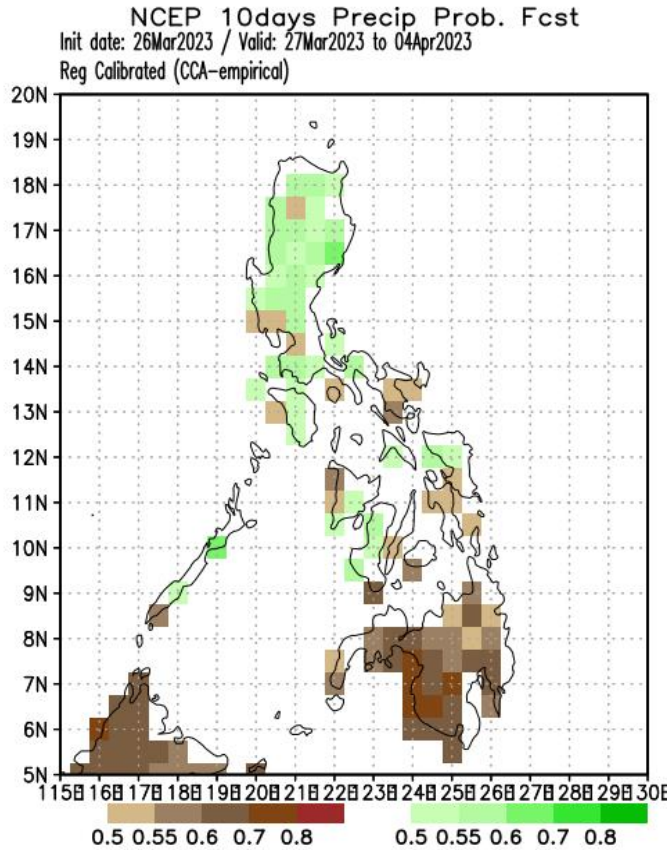 NCEP 10days Precip Prob. Fcst
Init date: 26Mar2023 / Valid: 27Mar2023 to 04Apr2023
Reg Calibrated (CCA-empirical)
20N
19N
18N
17N
16N
15N
14N
13N
12N
11N
10N
9N
8N
7N
6N
5N
115E 116E 117E 118E 119E 120E 121E 122E 123E 124E 125E 126E 127E 128E 129E 130E
0.5 0.55 0.6 0.7 0.8 0.5 0.55 0.6 0.7 0.8